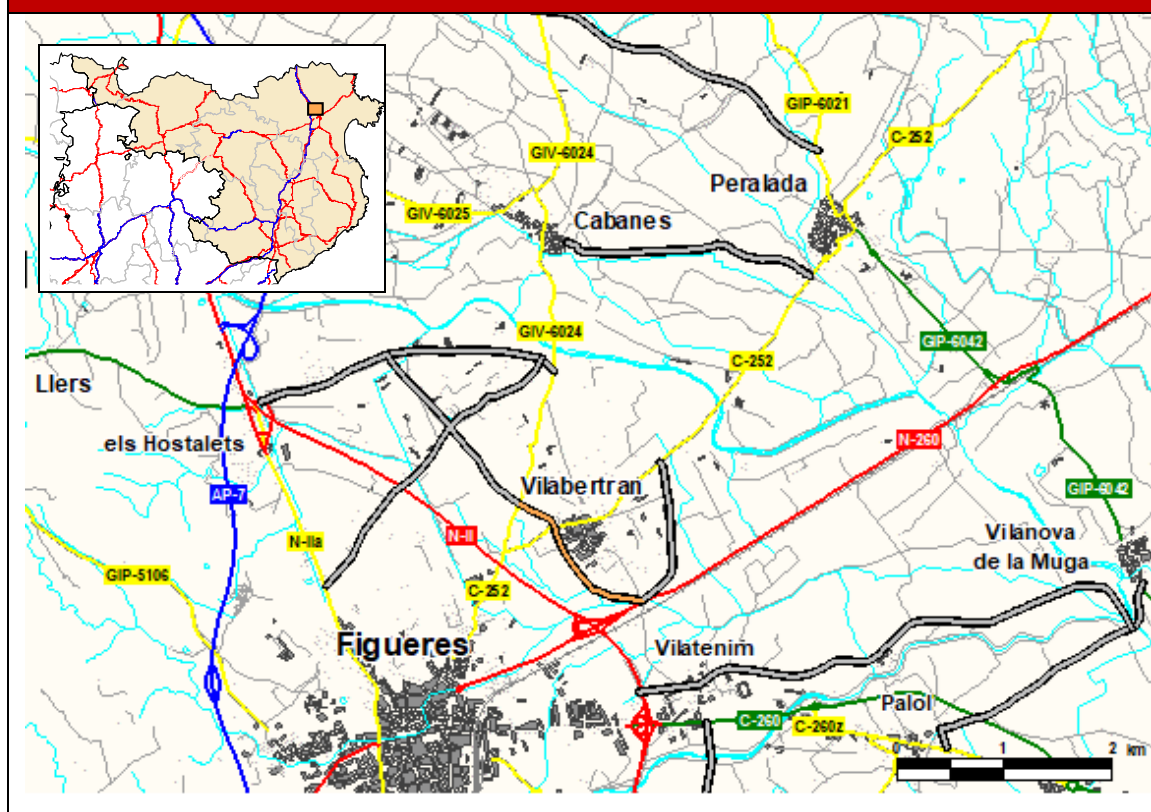 GIP-6021
C-252
GIV-6024
Peralada
GIV-6025
Cabanes
GIV-6024
GIP-6042
C-252
Llers
els Hostalets
N-260
AP-7
Vilabertran
GIP-6042
N-IIa
N-II
Vilanova
de la Muga
GIP-5106
C-252
Figueres
Vilatenim
Palol
C-260
C-260z
0 1 2 km